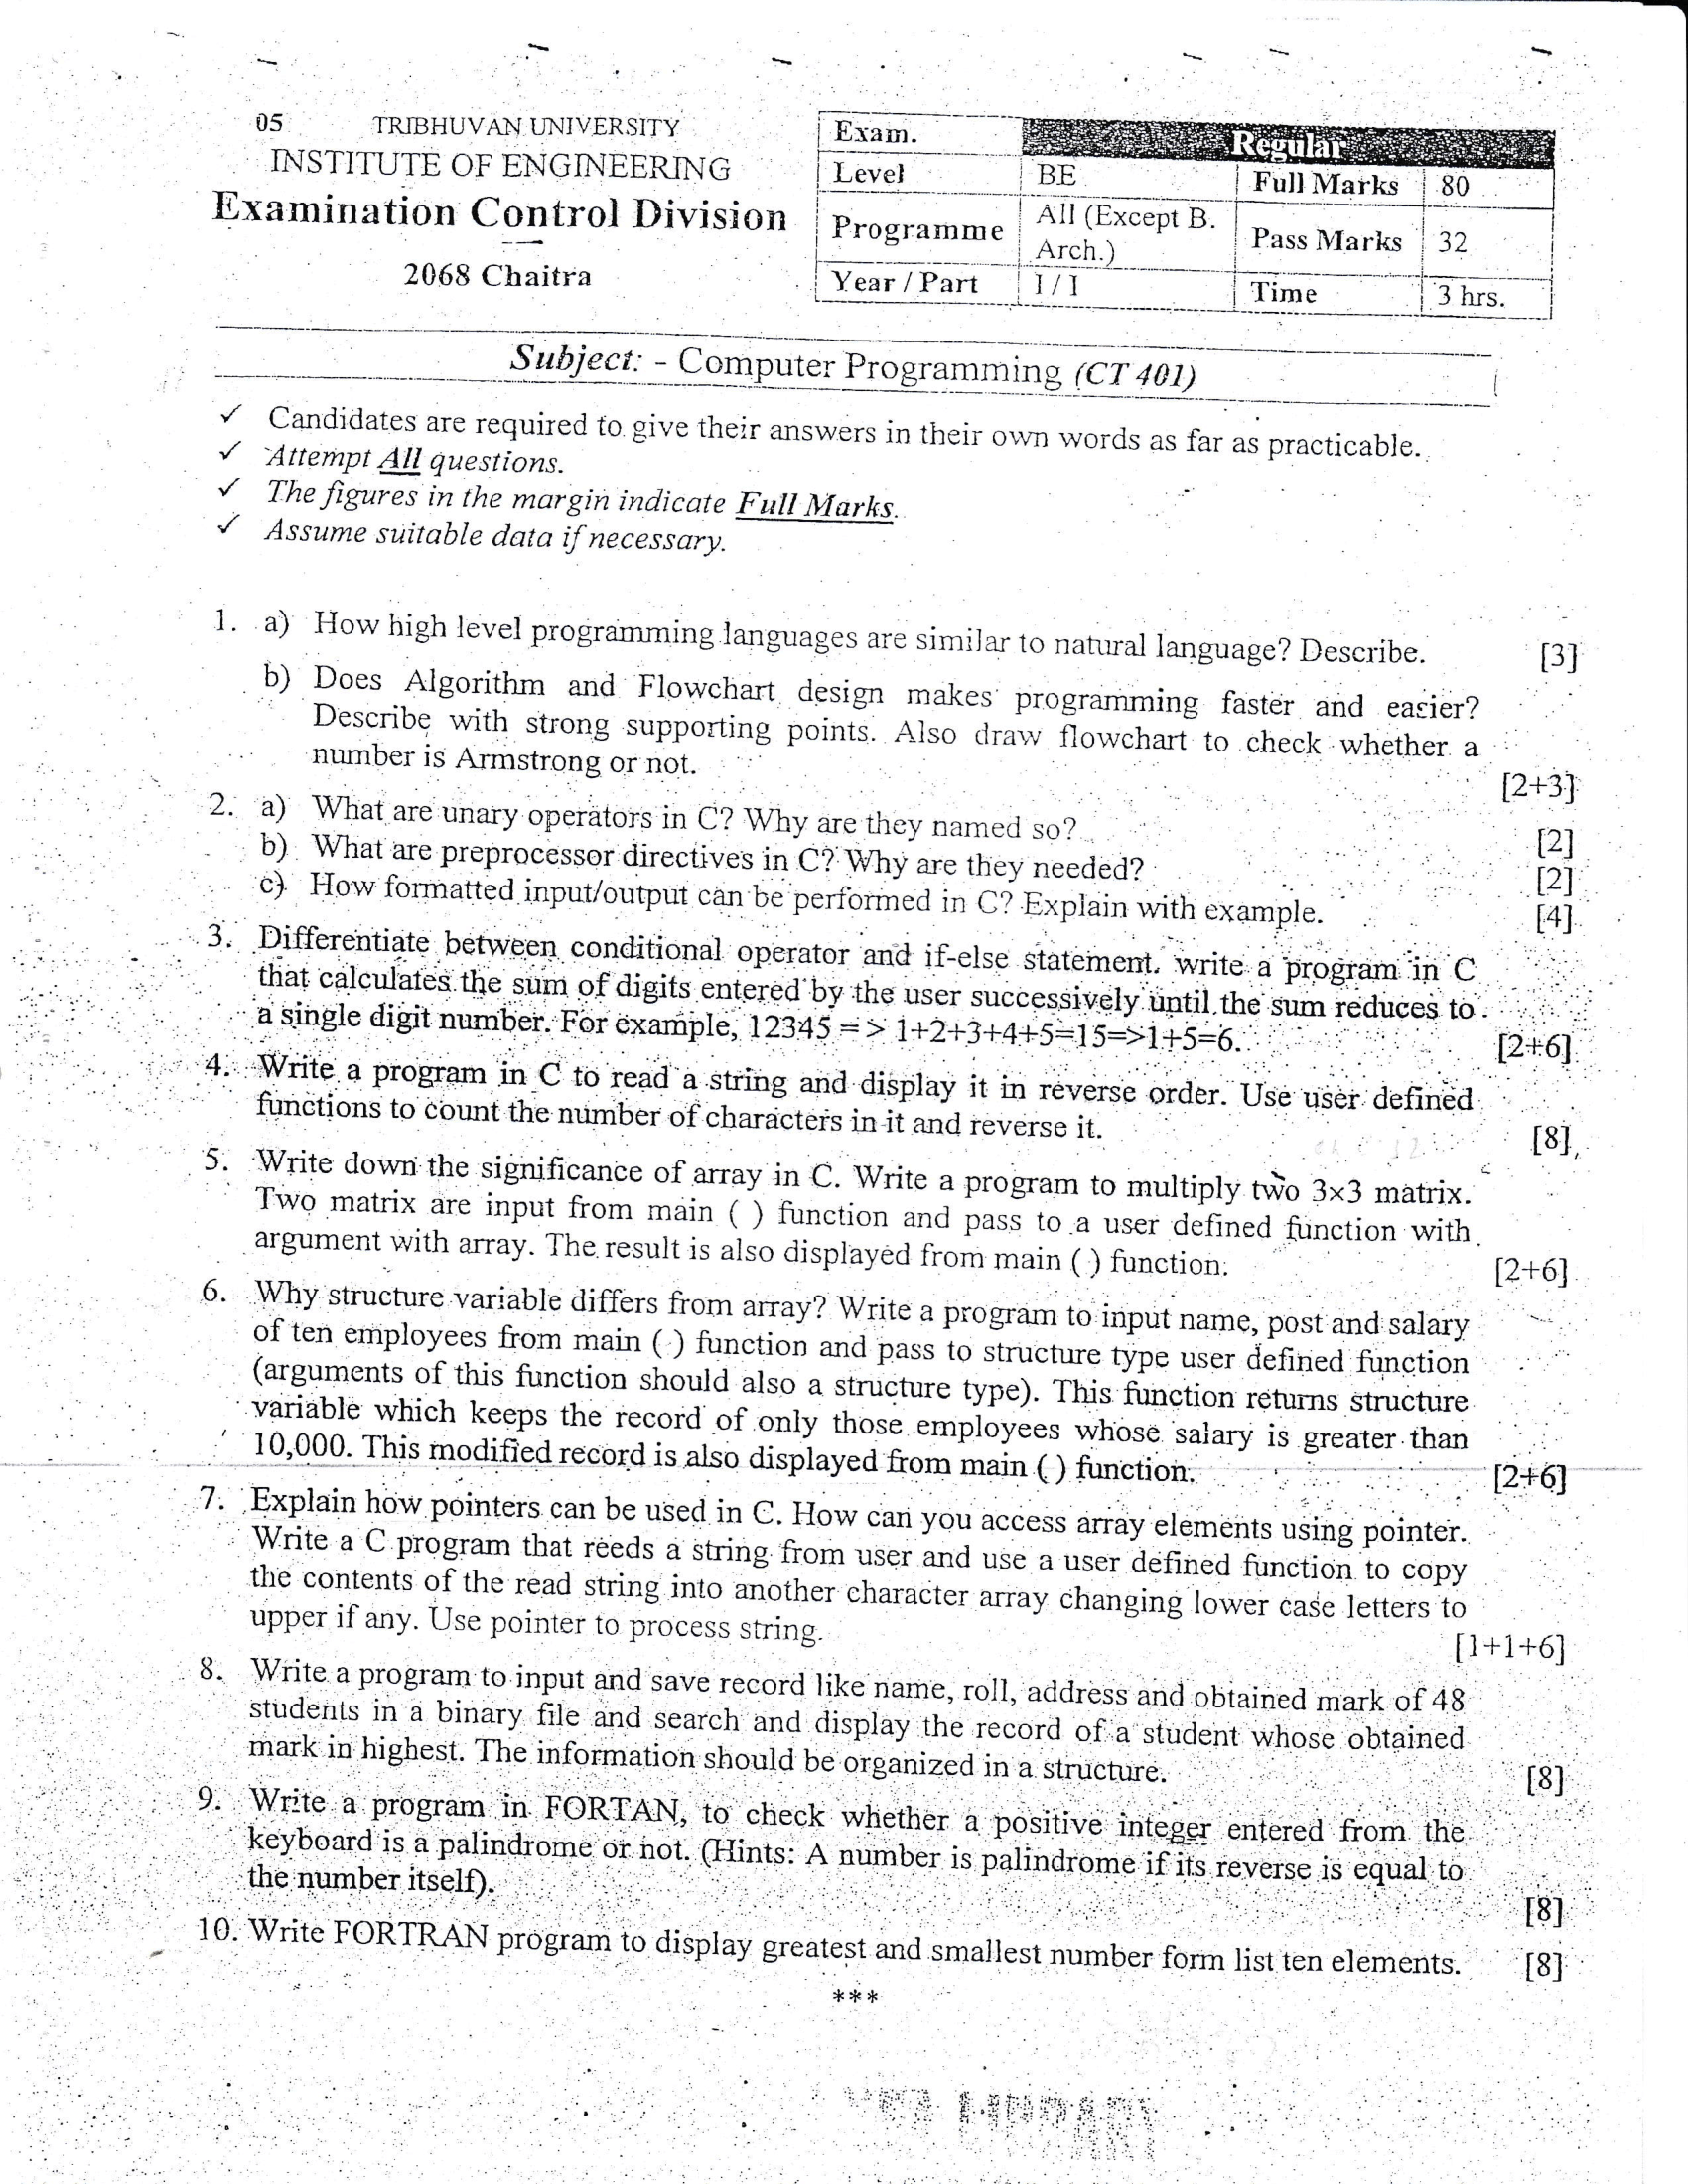 05 TRIBHUVAN UNIVERSITY
INSTITUTE OF ENGINEERING
Examination Control Division
2068 Chaitra
Exam. Regular
Level BE Full Marks 80
Programme All (Except B. Arch.) Pass Marks 32
Year / Part I / I Time 3 hrs.
Subject: - Computer Programming (CT 401)
✓ Candidates are required to give their answers in their own words as far as practicable.
✓ Attempt All questions.
✓ The figures in the margin indicate Full Marks.
✓ Assume suitable data if necessary.
1. a) How high level programming languages are similar to natural language? Describe. [3]
b) Does Algorithm and Flowchart design makes programming faster and easier?
Describe with strong supporting points. Also draw flowchart to check whether a
number is Armstrong or not. [2+3]
2. a) What are unary operators in C? Why are they named so? [2]
b) What are preprocessor directives in C? Why are they needed? [2]
c) How formatted input/output can be performed in C? Explain with example. [4]
3. Differentiate between conditional operator and if-else statement. write a program in C
that calculates the sum of digits entered by the user successively until the sum reduces to
a single digit number. For example, 12345 => 1+2+3+4+5=15=>1+5=6. [2+6]
4. Write a program in C to read a string and display it in reverse order. Use user defined
functions to count the number of characters in it and reverse it. [8]
5. Write down the significance of array in C. Write a program to multiply two 3×3 matrix.
Two matrix are input from main ( ) function and pass to a user defined function with
argument with array. The result is also displayed from main ( ) function. [2+6]
6. Why structure variable differs from array? Write a program to input name, post and salary
of ten employees from main ( ) function and pass to structure type user defined function
(arguments of this function should also a structure type). This function returns structure
variable which keeps the record of only those employees whose salary is greater than
10,000. This modified record is also displayed from main ( ) function. [2+6]
7. Explain how pointers can be used in C. How can you access array elements using pointer.
Write a C program that reeds a string from user and use a user defined function to copy
the contents of the read string into another character array changing lower case letters to
upper if any. Use pointer to process string. [1+1+6]
8. Write a program to input and save record like name, roll, address and obtained mark of 48
students in a binary file and search and display the record of a student whose obtained
mark in highest. The information should be organized in a structure. [8]
9. Write a program in FORTAN, to check whether a positive integer entered from the
keyboard is a palindrome or not. (Hints: A number is palindrome if its reverse is equal to
the number itself). [8]
10. Write FORTRAN program to display greatest and smallest number form list ten elements. [8]
***